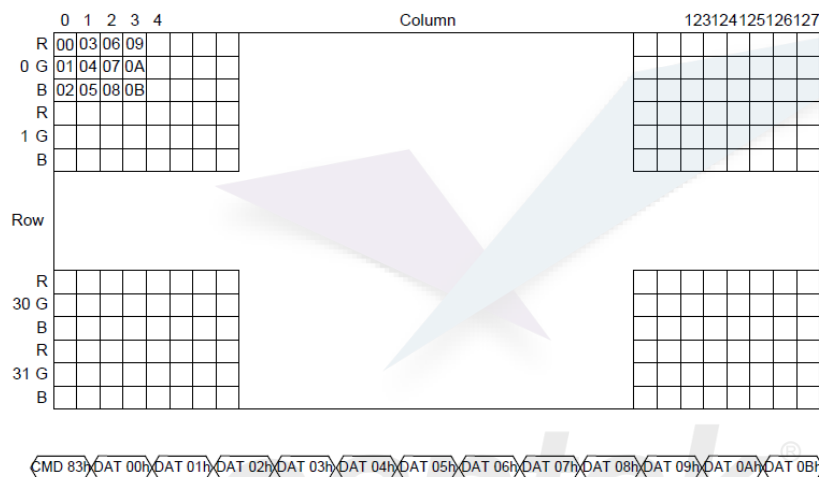 0 1 2 3 4 Column 123124125126127
R 00 03 06 09
0 G 01 04 07 0A
B 02 05 08 0B
R
1 G
B
Row
R
30 G
B
R
31 G
B
CMD 83h DAT 00h DAT 01h DAT 02h DAT 03h DAT 04h DAT 05h DAT 06h DAT 07h DAT 08h DAT 09h DAT 0Ah DAT 0Bh